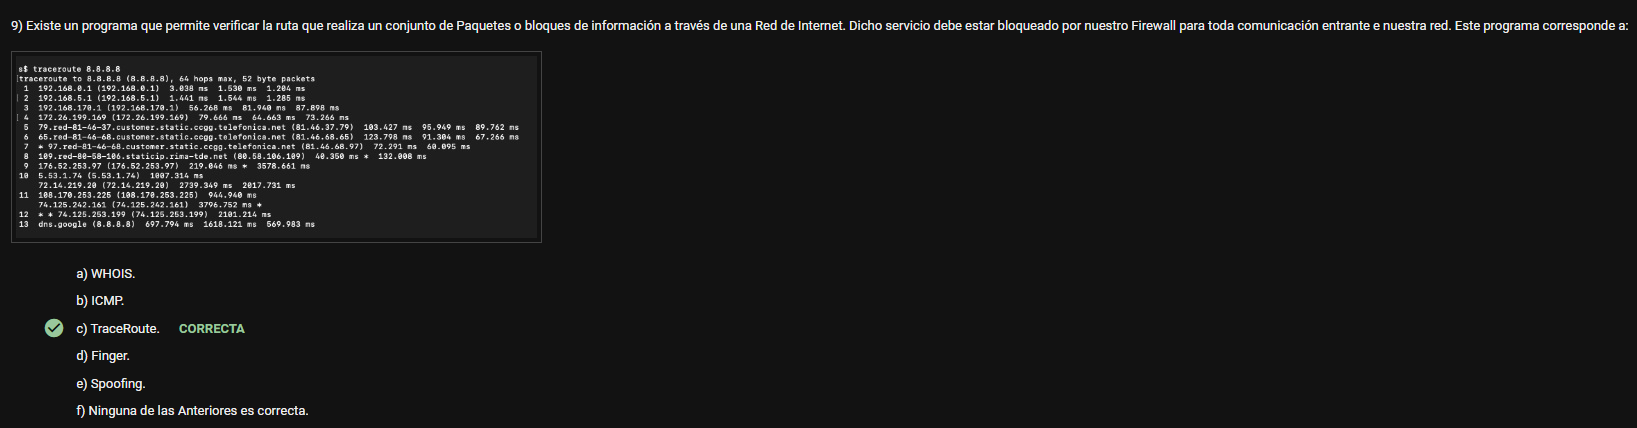 9) Existe un programa que permite verificar la ruta que realiza un conjunto de Paquetes o bloques de información a través de una Red de Internet. Dicho servicio debe estar bloqueado por nuestro Firewall para toda comunicación entrante e nuestra red. Este programa corresponde a:
s$ traceroute 8.8.8.8
traceroute to 8.8.8.8 (8.8.8.8), 64 hops max, 52 byte packets
1 192.168.0.1 (192.168.0.1) 3.038 ms 1.530 ms 1.204 ms
2 192.168.5.1 (192.168.5.1) 1.441 ms 1.544 ms 1.285 ms
3 192.168.170.1 (192.168.170.1) 56.268 ms 81.940 ms 87.898 ms
4 172.26.199.169 (172.26.199.169) 79.666 ms 64.663 ms 73.266 ms
5 79.red-81-46-37.customer.static.ccgg.telefonica.net (81.46.37.79) 103.427 ms 95.949 ms 89.762 ms
6 65.red-81-46-68.customer.static.ccgg.telefonica.net (81.46.68.65) 123.798 ms 91.304 ms 67.266 ms
7 * 97.red-81-46-68.customer.static.ccgg.telefonica.net (81.46.68.97) 72.291 ms 60.095 ms
8 109.red-80-58-106.staticip.rima-tde.net (80.58.106.109) 40.350 ms * 132.008 ms
9 176.52.253.97 (176.52.253.97) 219.046 ms * 3578.661 ms
10 5.53.1.74 (5.53.1.74) 1007.314 ms
72.14.219.20 (72.14.219.20) 2739.349 ms 2017.731 ms
11 108.170.253.225 (108.170.253.225) 944.940 ms
74.125.242.161 (74.125.242.161) 3796.752 ms *
12 * * 74.125.253.199 (74.125.253.199) 2101.214 ms
13 dns.google (8.8.8.8) 697.794 ms 1618.121 ms 569.983 ms
a) WHOIS.
b) ICMP.
c) TraceRoute. CORRECTA
d) Finger.
e) Spoofing.
f) Ninguna de las Anteriores es correcta.